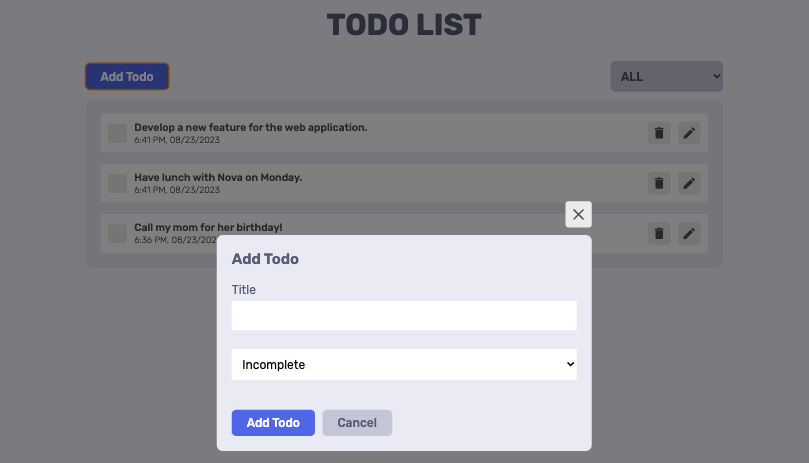 TODO LIST
Add Todo
ALL
Develop a new feature for the web application.
6:41 PM, 08/23/2023
Have lunch with Nova on Monday.
6:41 PM, 08/23/2023
Call my mom for her birthday!
6:36 PM, 08/23/202
Add Todo
Title
Incomplete
Add Todo
Cancel